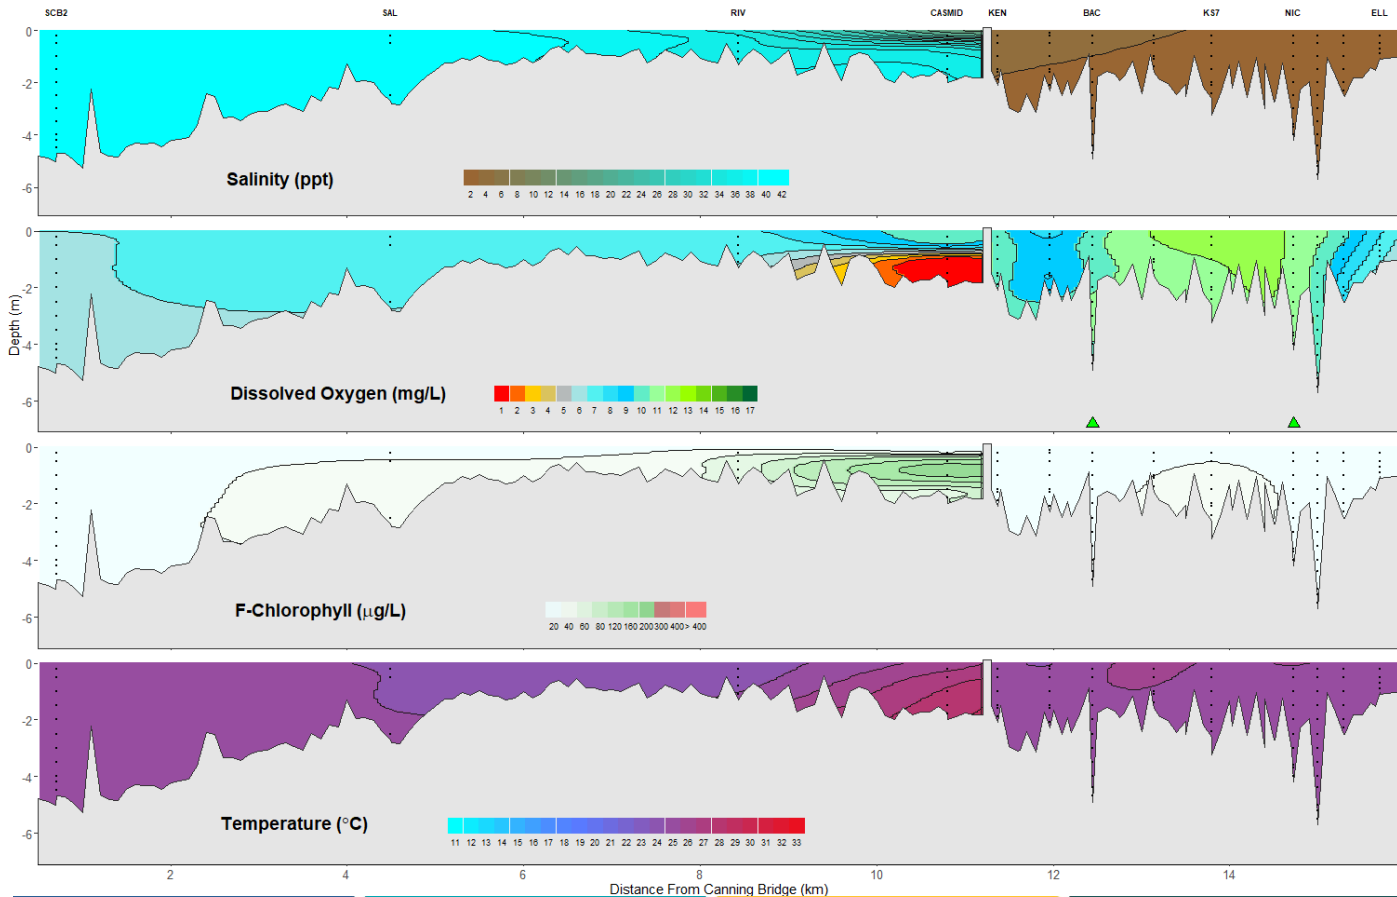 SCB2 SAL RIV CASMID KEN BAC KS7 NIC ELL
0
-2
-4
-6
Salinity (ppt)
2 4 6 8 10 12 14 16 18 20 22 24 26 28 30 32 34 36 38 40 42
0
-2
-4
-6
Depth (m)
Dissolved Oxygen (mg/L)
1 2 3 4 5 6 7 8 9 10 11 12 13 14 15 16 17
0
-2
-4
-6
F-Chlorophyll (µg/L)
20 40 60 80 120 160 200 300 400 > 400
0
-2
-4
-6
Temperature (°C)
11 12 13 14 15 16 17 18 19 20 21 22 23 24 25 26 27 28 29 30 31 32 33
2 4 6 8 10 12 14
Distance From Canning Bridge (km)